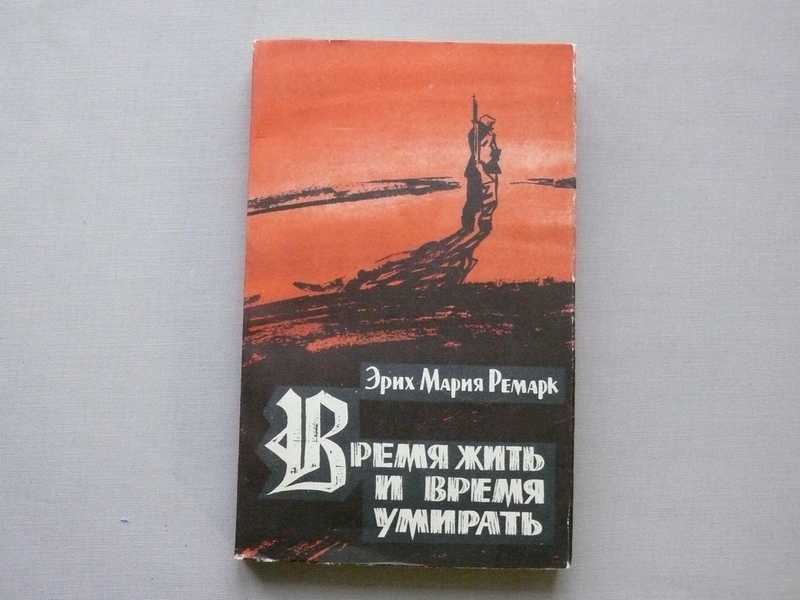 Эрих Мария Ремарк
Время жить
и время
умирать